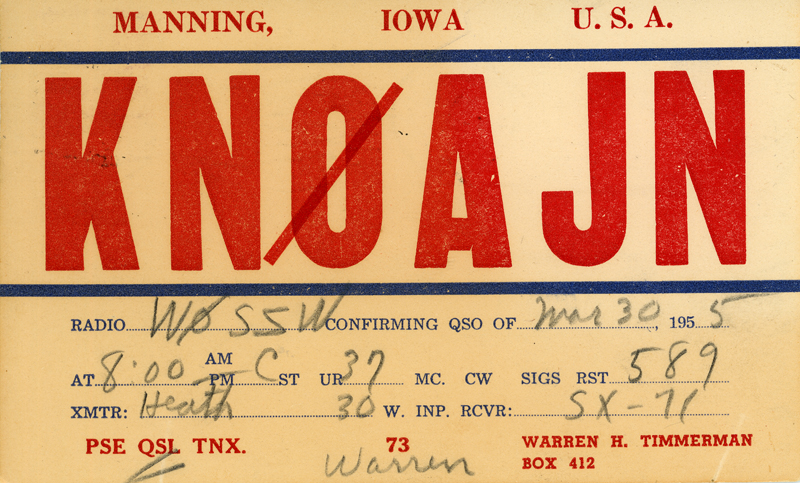 MANNING, IOWA U. S. A.
KNØAJN
RADIO WØSSW CONFIRMING QSO OF Mar 30, 1955
AT 8:00 AM PM CST UR 37 MC. CW SIGS RST 589
XMTR: Heath 30 W. INP. RCVR: SX-71
PSE QSL TNX. 73 WARREN H. TIMMERMAN
Warren BOX 412